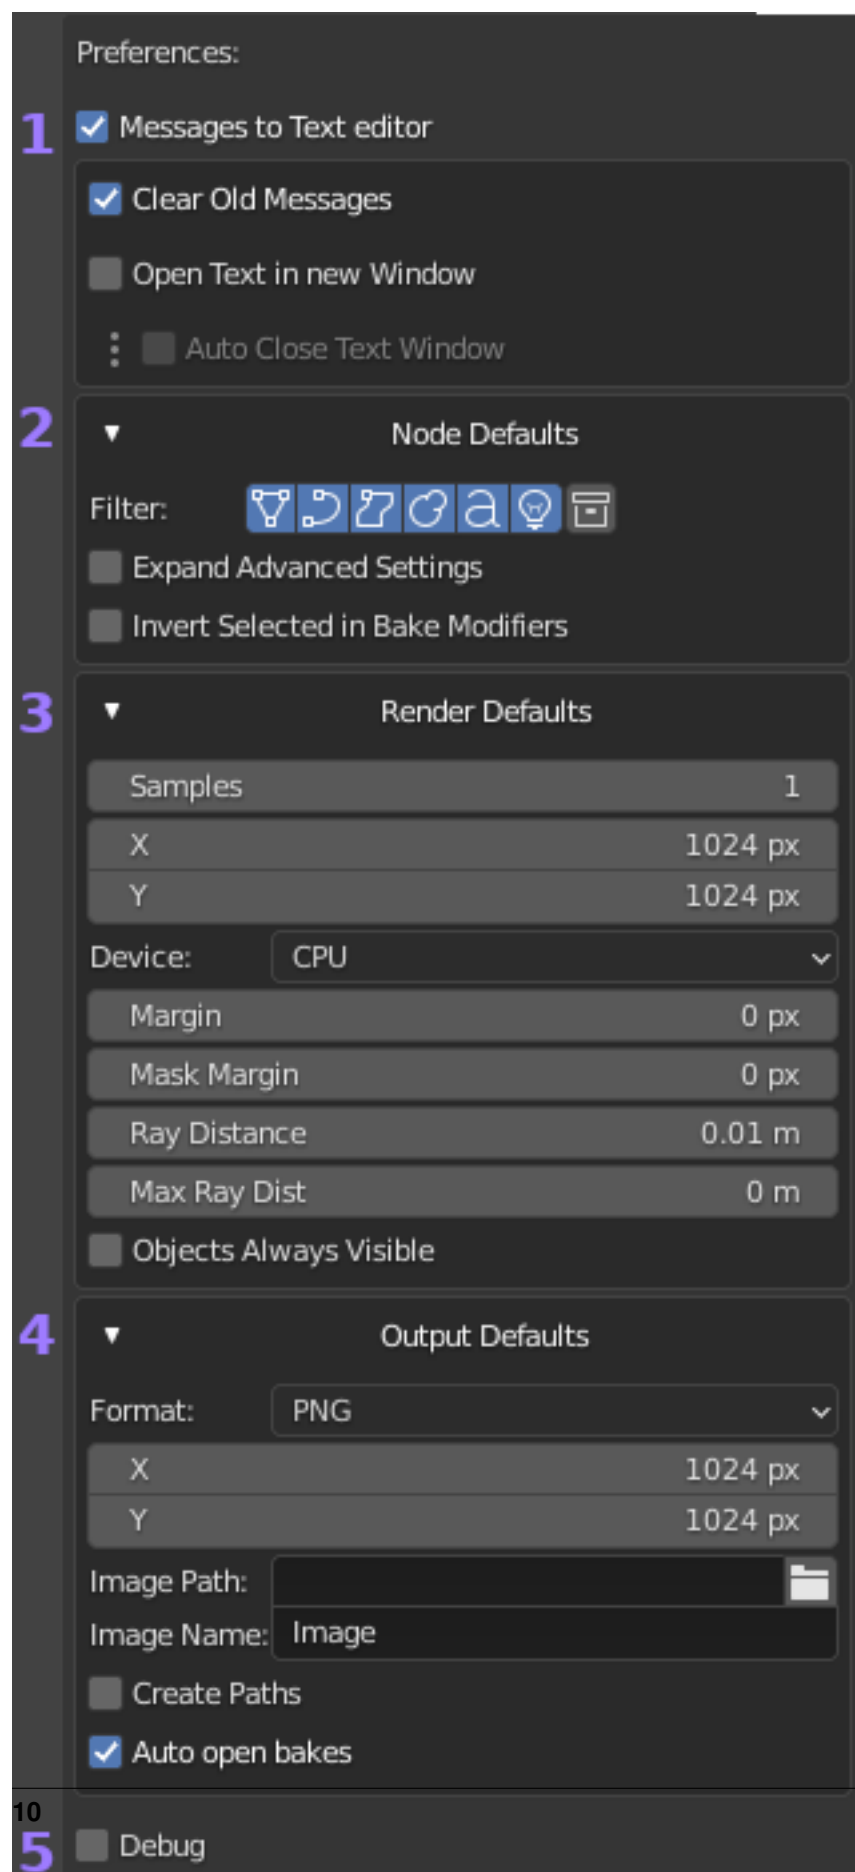 Preferences:
1 Messages to Text editor
Clear Old Messages
Open Text in new Window
Auto Close Text Window
2 Node Defaults
Filter:
Expand Advanced Settings
Invert Selected in Bake Modifiers
3 Render Defaults
Samples 1
X 1024 px
Y 1024 px
Device: CPU
Margin 0 px
Mask Margin 0 px
Ray Distance 0.01 m
Max Ray Dist 0 m
Objects Always Visible
4 Output Defaults
Format: PNG
X 1024 px
Y 1024 px
Image Path:
Image Name: Image
Create Paths
Auto open bakes
10
5 Debug